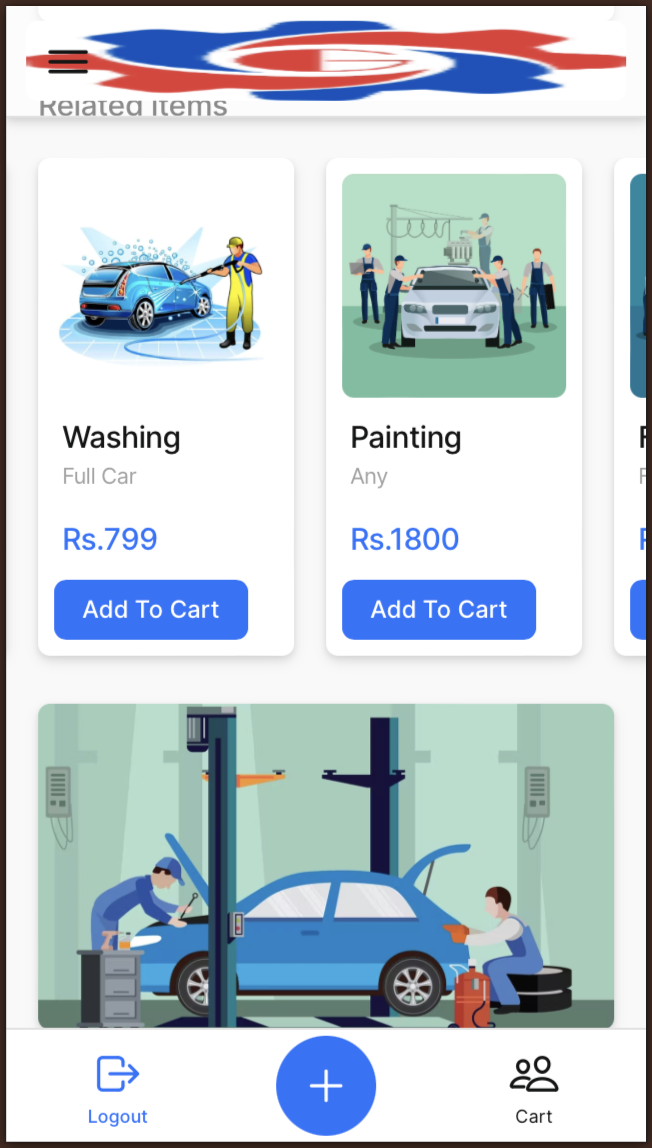 Related Items
Washing
Full Car
Rs.799
Add To Cart
Painting
Any
Rs.1800
Add To Cart
Logout
Cart